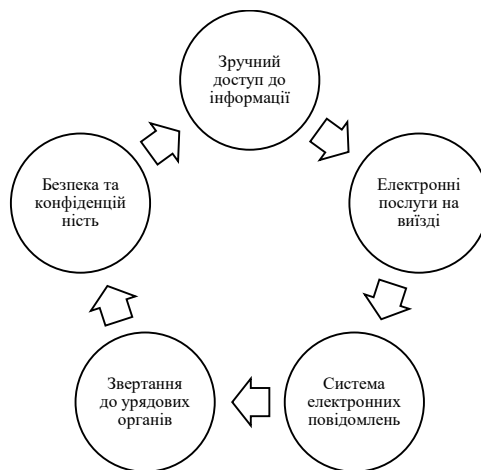 Зручний
доступ до
інформації
Електронні
послуги на
виїзді
Система
електронних
повідомлень
Звертання
до урядових
органів
Безпека та
конфіденцій
ність